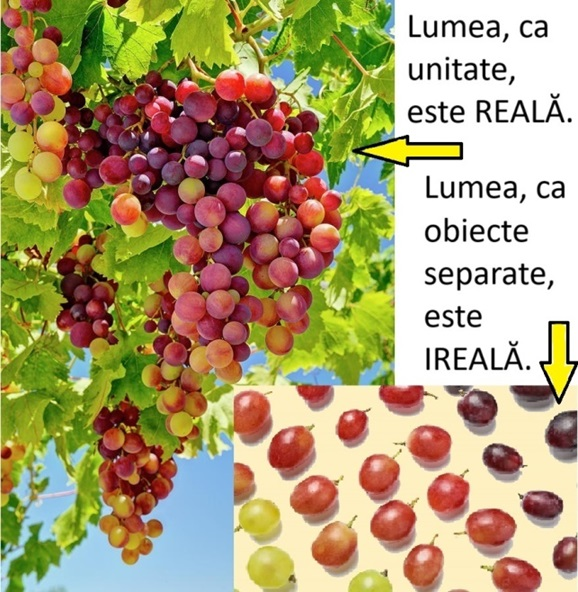 Lumea, ca
unitate,
este REALĂ.
Lumea, ca
obiecte
separate,
este
IREALĂ.